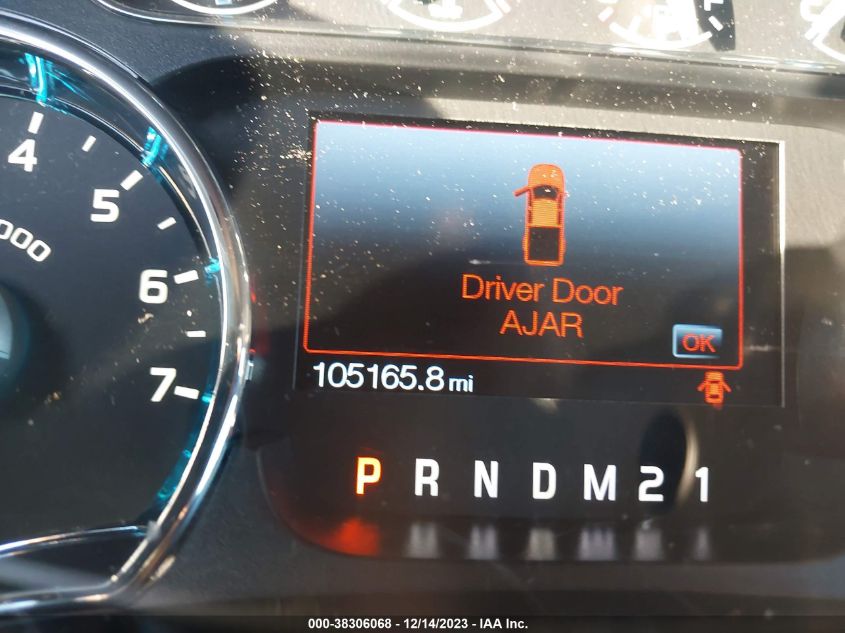 4
5
000
6
7
Driver Door
AJAR
OK
105165.8 mi
P R N D M 2 1
000-38306068 - 12/14/2023 - IAA Inc.